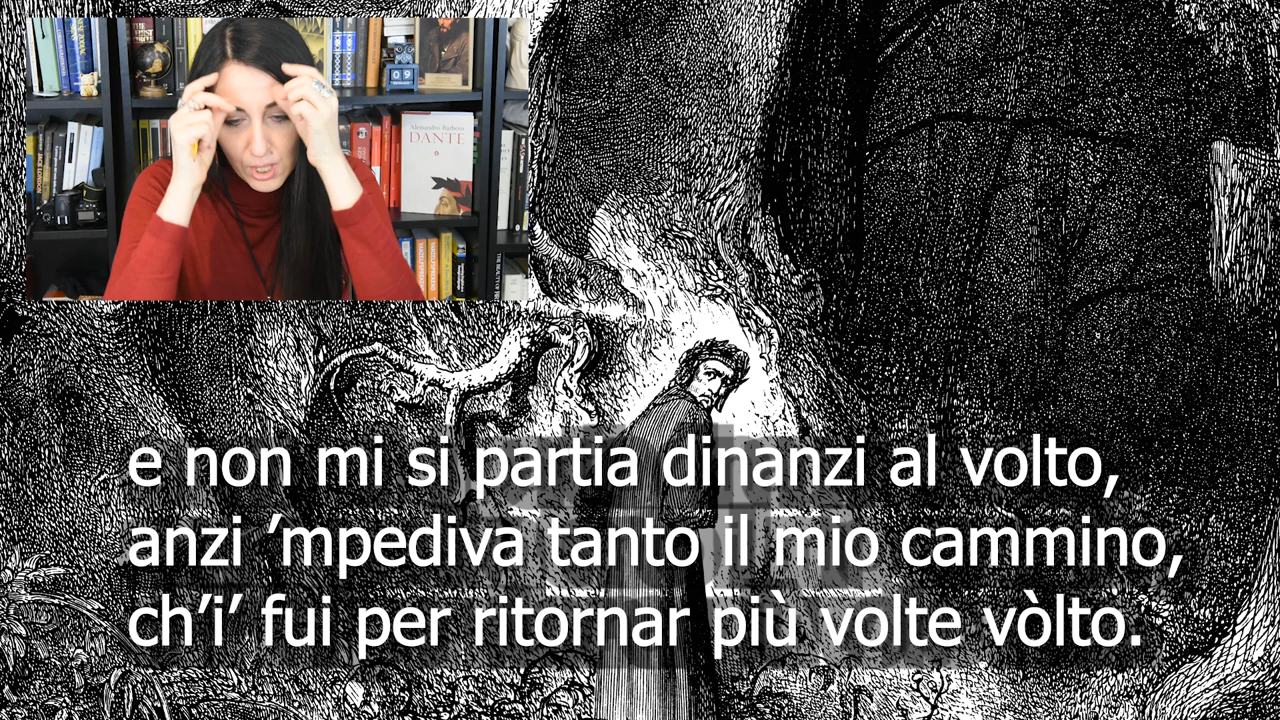 Alessandro Barbero
DANTE
09
e non mi si partia dinanzi al volto,
anzi ’mpediva tanto il mio cammino,
ch’i’ fui per ritornar più volte vòlto.